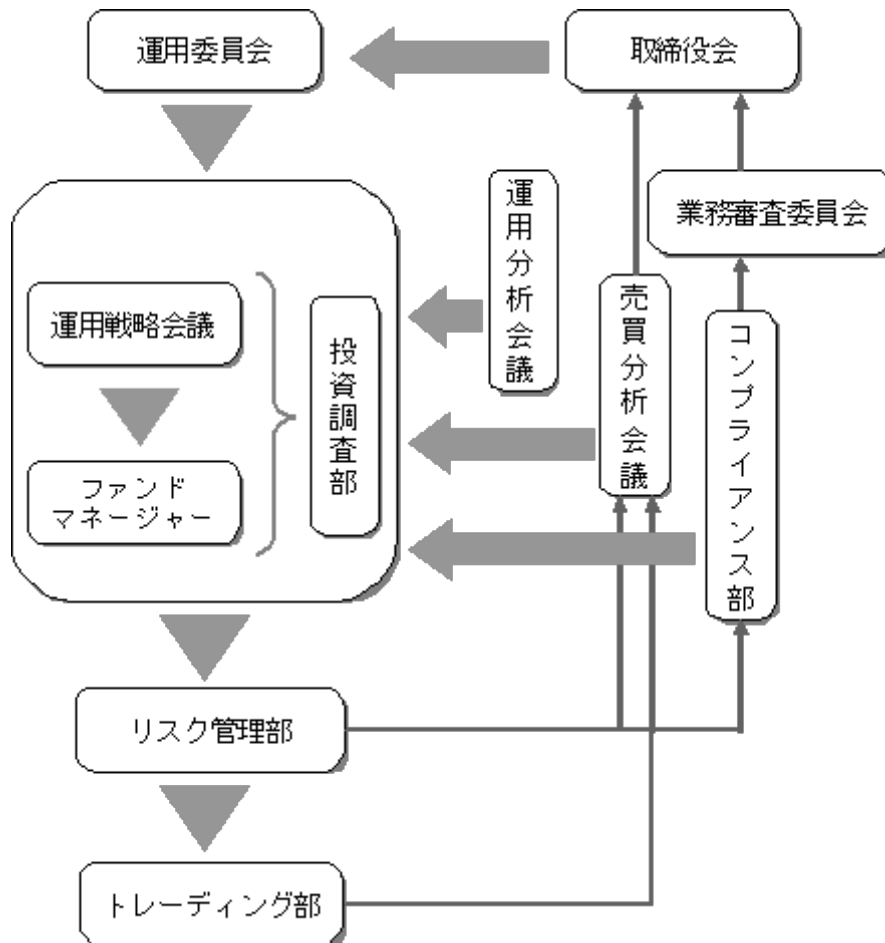 運用委員会
取締役会
運用分析会議
業務審査委員会
運用戦略会議
投資調査部
売買分析会議
コンプライアンス部
ファンド
マネージャー
リスク管理部
トレーディング部